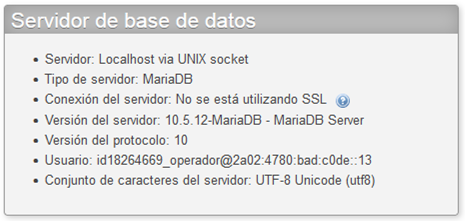 Servidor de base de datos
Servidor: Localhost via UNIX socket
Tipo de servidor: MariaDB
Conexión del servidor: No se está utilizando SSL
Versión del servidor: 10.5.12-MariaDB - MariaDB Server
Versión del protocolo: 10
Usuario: id18264669_operador@2a02:4780:bad:c0de::13
Conjunto de caracteres del servidor: UTF-8 Unicode (utf8)